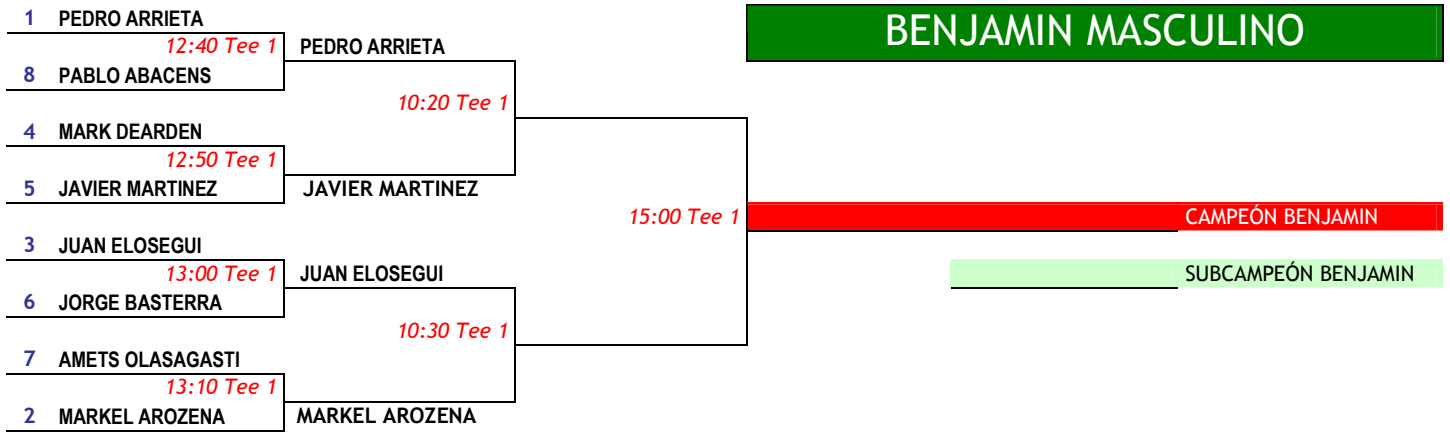 1 PEDRO ARRIETA
BENJAMIN MASCULINO
12:40 Tee 1 PEDRO ARRIETA
8 PABLO ABACENS
10:20 Tee 1
4 MARK DEARDEN
12:50 Tee 1
5 JAVIER MARTINEZ JAVIER MARTINEZ
15:00 Tee 1 CAMPEÓN BENJAMIN
3 JUAN ELOSEGUI
13:00 Tee 1 JUAN ELOSEGUI SUBCAMPEÓN BENJAMIN
6 JORGE BASTERRA
10:30 Tee 1
7 AMETS OLASAGASTI
13:10 Tee 1
2 MARKEL AROZENA MARKEL AROZENA